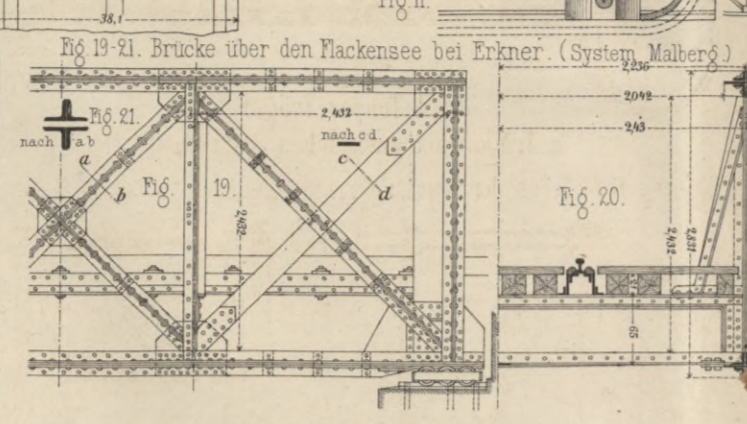 38,1
Fig. 11.
Fig. 19-21. Brücke über den Flackensee bei Erkner. (System Malberg.)
2,236
Fig. 21.
2,042
2,432
nach c d.
nach a b
2,43
a
c
b
Fig. 19.
d
Fig. 20.
2,432
2,432
2,831
65